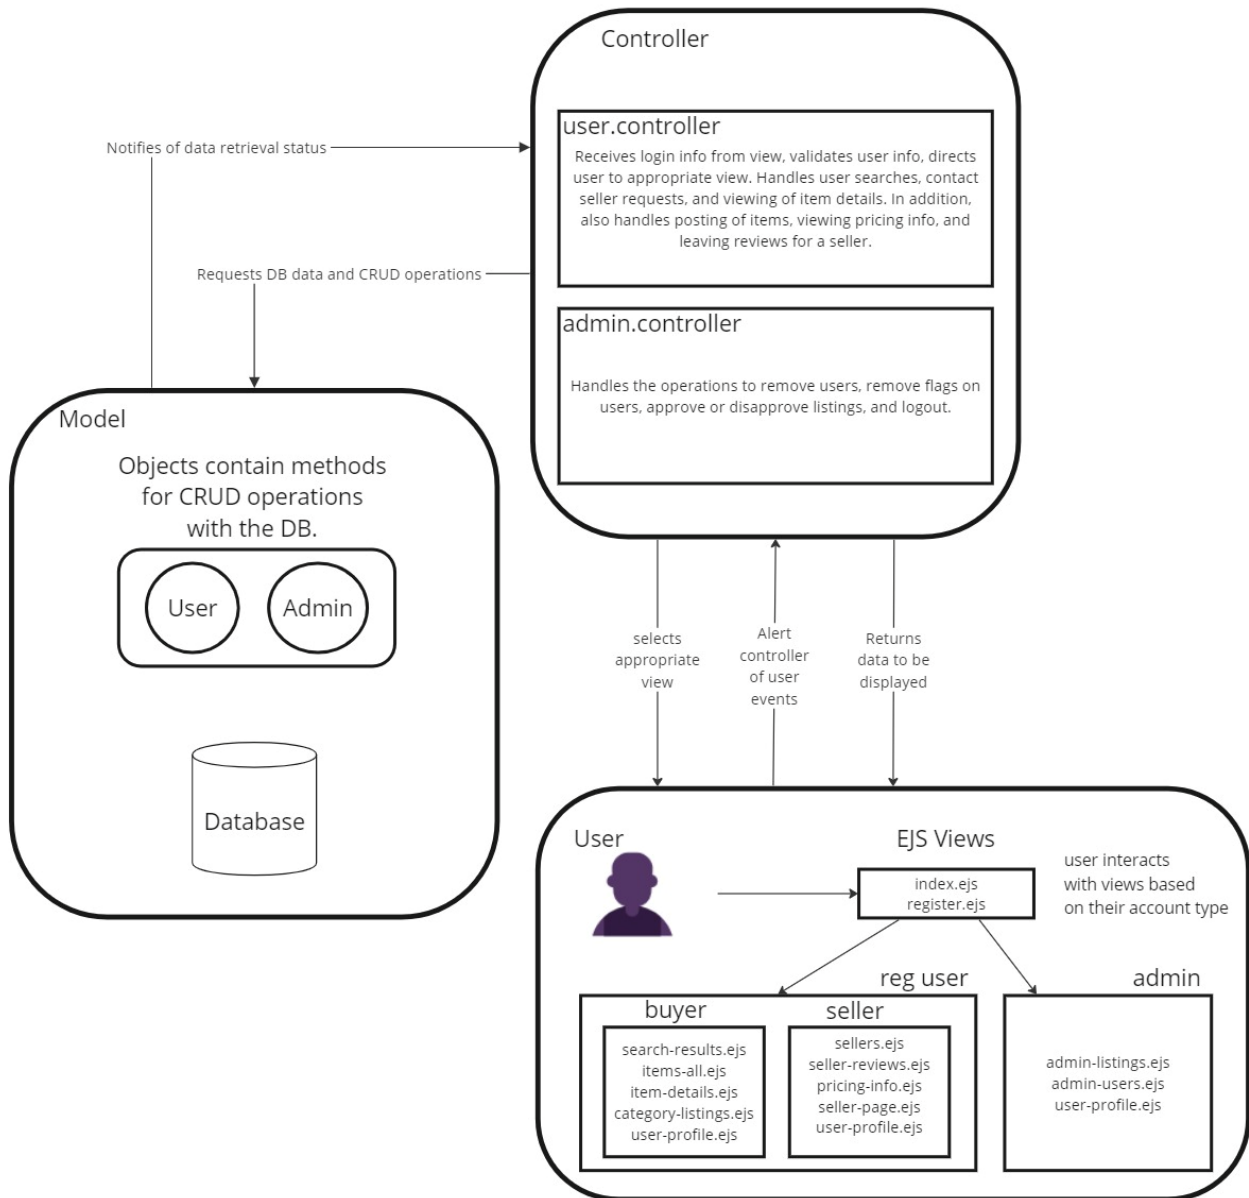 Controller
user.controller
Receives login info from view, validates user info, directs
user to appropriate view. Handles user searches, contact
seller requests, and viewing of item details. In addition,
also handles posting of items, viewing pricing info, and
leaving reviews for a seller.
Notifies of data retrieval status
Requests DB data and CRUD operations
admin.controller
Handles the operations to remove users, remove flags on
users, approve or disapprove listings, and logout.
Model
Objects contain methods
for CRUD operations
with the DB.
User
Admin
Database
selects
appropriate
view
Alert
controller
of user
events
Returns
data to be
displayed
User
EJS Views
index.ejs
register.ejs
user interacts
with views based
on their account type
reg user
buyer
search-results.ejs
items-all.ejs
item-details.ejs
category-listings.ejs
user-profile.ejs
seller
sellers.ejs
seller-reviews.ejs
pricing-info.ejs
seller-page.ejs
user-profile.ejs
admin
admin-listings.ejs
admin-users.ejs
user-profile.ejs